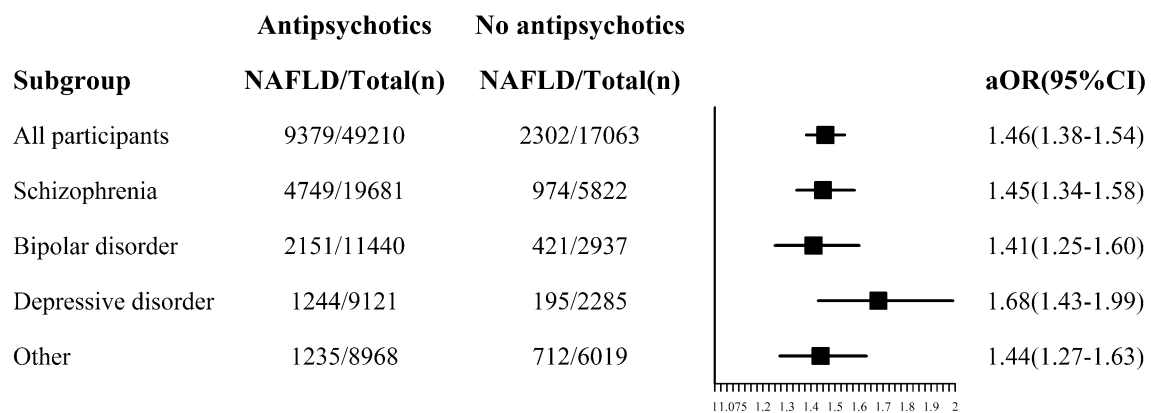 Antipsychotics No antipsychotics
Subgroup NAFLD/Total(n) NAFLD/Total(n) aOR(95%CI)
All participants 9379/49210 2302/17063 1.46(1.38-1.54)
Schizophrenia 4749/19681 974/5822 1.45(1.34-1.58)
Bipolar disorder 2151/11440 421/2937 1.41(1.25-1.60)
Depressive disorder 1244/9121 195/2285 1.68(1.43-1.99)
Other 1235/8968 712/6019 1.44(1.27-1.63)
11.075 1.2 1.3 1.4 1.5 1.6 1.7 1.8 1.9 2